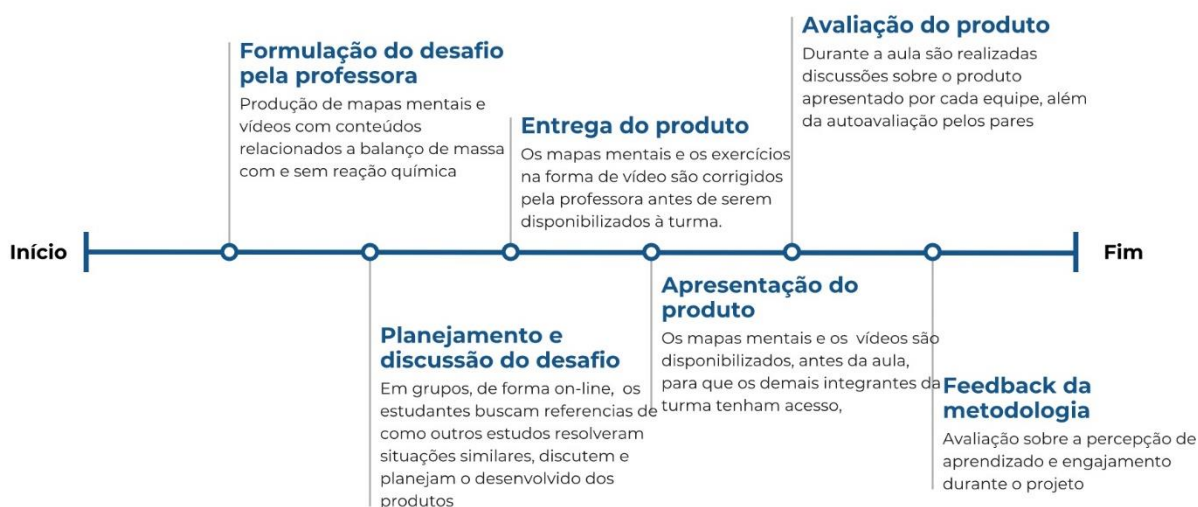 Início
Formulação do desafio
pela professora
Produção de mapas mentais e
vídeos com conteúdos
relacionados a balanço de massa
com e sem reação química
Planejamento e
discussão do desafio
Em grupos, de forma on-line, os
estudantes buscam referencias de
como outros estudos resolveram
situações similares, discutem e
planejam o desenvolvido dos
produtos
Entrega do produto
Os mapas mentais e os exercícios
na forma de vídeo são corrigidos
pela professora antes de serem
disponibilizados à turma.
Apresentação do
produto
Os mapas mentais e os vídeos são
disponibilizados, antes da aula,
para que os demais integrantes da
turma tenham acesso,
Avaliação do produto
Durante a aula são realizadas
discussões sobre o produto
apresentado por cada equipe, além
da autoavaliação pelos pares
Feedback da
metodologia
Avaliação sobre a percepção de
aprendizado e engajamento
durante o projeto
Fim